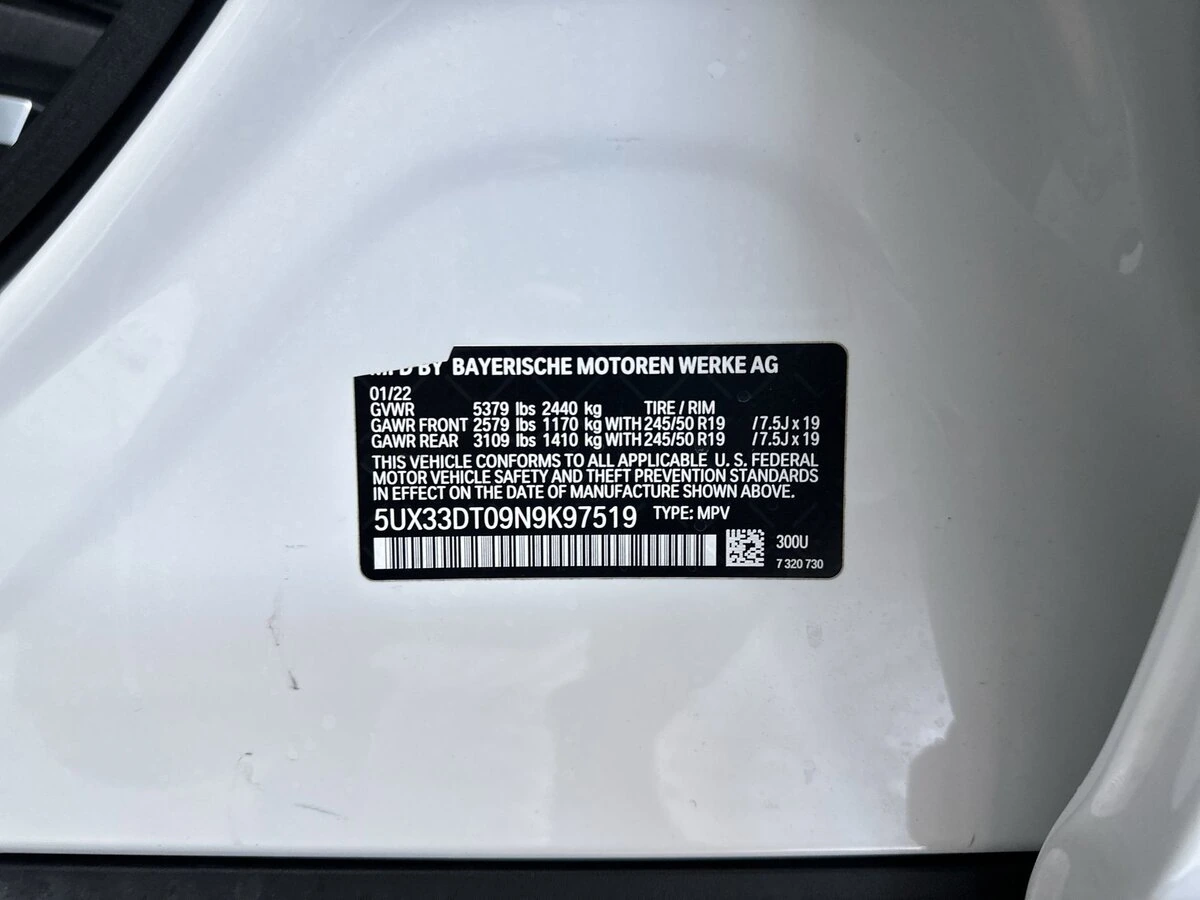 MFD BY BAYERISCHE MOTOREN WERKE AG
01/22
GVWR 5379 lbs 2440 kg TIRE / RIM
GAWR FRONT 2579 lbs 1170 kg WITH 245/50 R19 / 7.5J x 19
GAWR REAR 3109 lbs 1410 kg WITH 245/50 R19 / 7.5J x 19
THIS VEHICLE CONFORMS TO ALL APPLICABLE U. S. FEDERAL
MOTOR VEHICLE SAFETY AND THEFT PREVENTION STANDARDS
IN EFFECT ON THE DATE OF MANUFACTURE SHOWN ABOVE.
5UX33DT09N9K97519 TYPE: MPV
300U
7 320 730